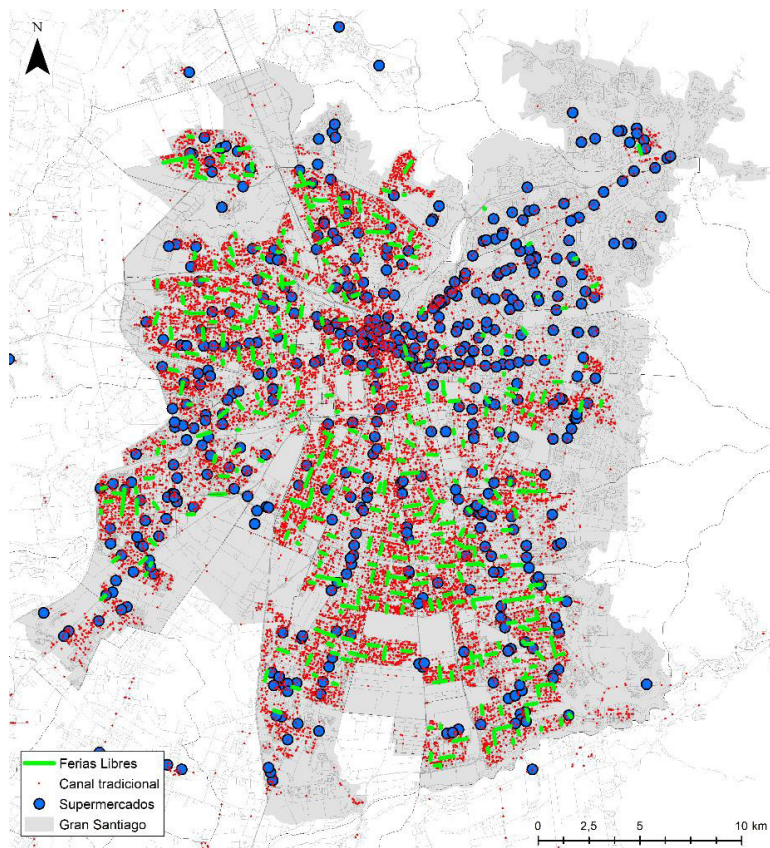 N
Ferias Libres
Canal tradicional
Supermercados
Gran Santiago
0 2,5 5 10 km